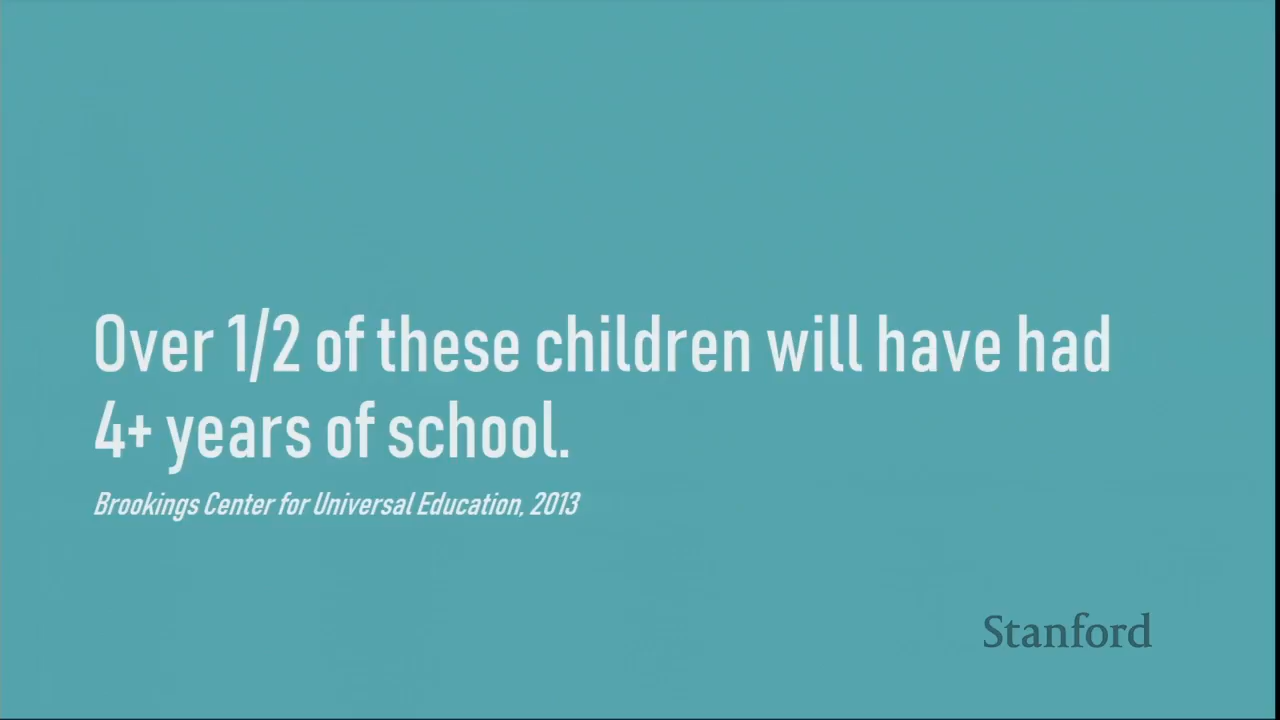 Over 1/2 of these children will have had
4+ years of school.
Brookings Center for Universal Education, 2013
Stanford